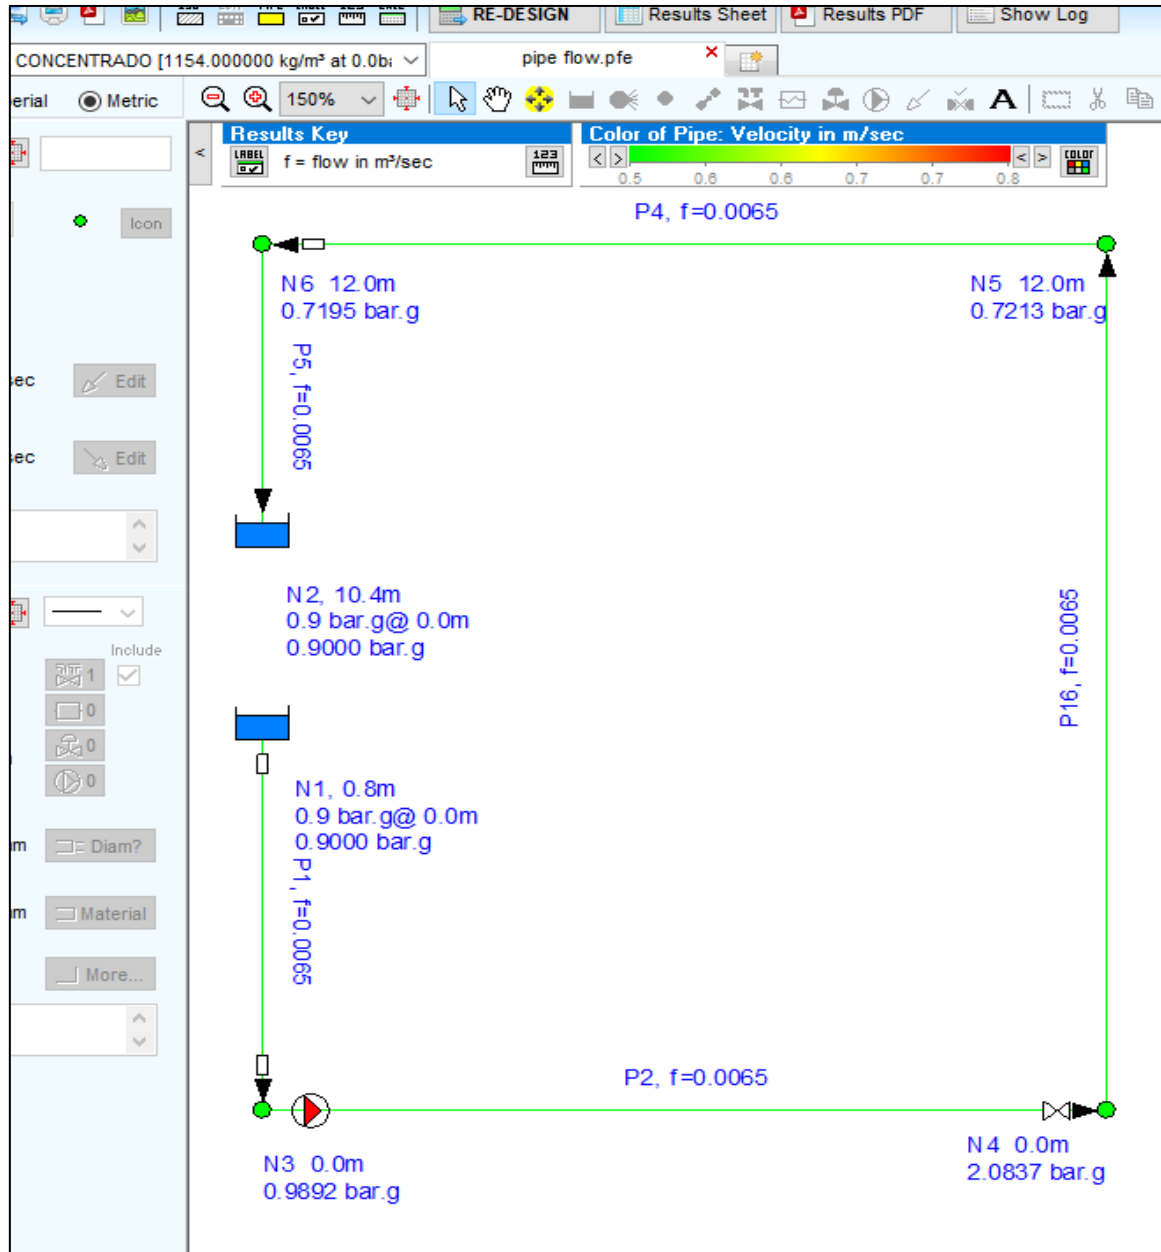 RE-DESIGN
Results Sheet
Results PDF
Show Log
CONCENTRADO [1154.000000 kg/m³ at 0.0ba
pipe flow.pfe
erial
Metric
150%
A
Results Key
LABEL
f = flow in m³/sec
123
Color of Pipe: Velocity in m/sec
< >
< >
COLOR
0.5 0.6 0.6 0.7 0.7 0.8
<
Icon
P4, f=0.0065
N6 12.0m
0.7195 bar.g
N5 12.0m
0.7213 bar.g
P5, f=0.0065
ec
Edit
ec
Edit
N2, 10.4m
0.9 bar.g@ 0.0m
0.9000 bar.g
P16, f=0.0065
Include
1
0
0
0
N1, 0.8m
0.9 bar.g@ 0.0m
0.9000 bar.g
P1, f=0.0065
m
Diam?
m
Material
More...
P2, f=0.0065
N3 0.0m
0.9892 bar.g
N4 0.0m
2.0837 bar.g